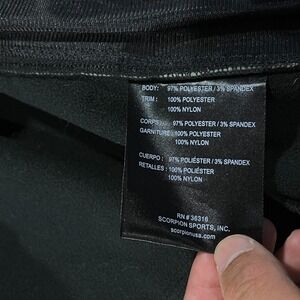 BODY: 97% POLYESTER / 3% SPANDEX
TRIM: 100% POLYESTER
100% NYLON
CORPS: 97% POLYESTER / 3% SPANDEX
GARNITURE: 100% POLYESTER
100% NYLON
CUERPO: 97% POLIÉSTER / 3% SPANDEX
RETALLES: 100% POLIÉSTER
100% NYLON
RN # 36316
SCORPION SPORTS, INC.
scorpionusa.com